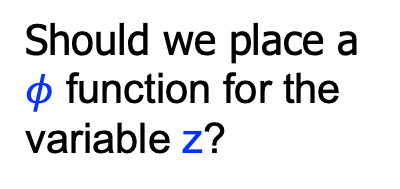 Should we place a
ϕ function for the
variable z?